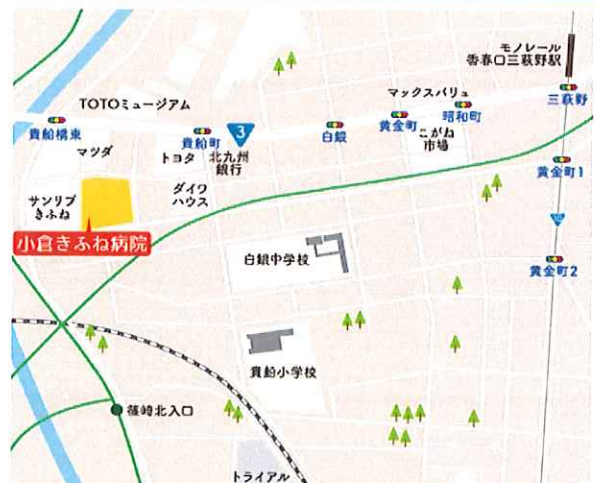 モノレール
香春口三萩野駅
マックスバリュ
三萩野
TOTOミュージアム
貴船橋東
貴船町
3
白銀
黄金町
昭和町
マツダ
トヨタ
北九州
銀行
こがね
市場
黄金町1
サンリブ
きふね
ダイワ
ハウス
小倉きふね病院
白銀中学校
黄金町2
貴船小学校
篠崎北入口
トライアル